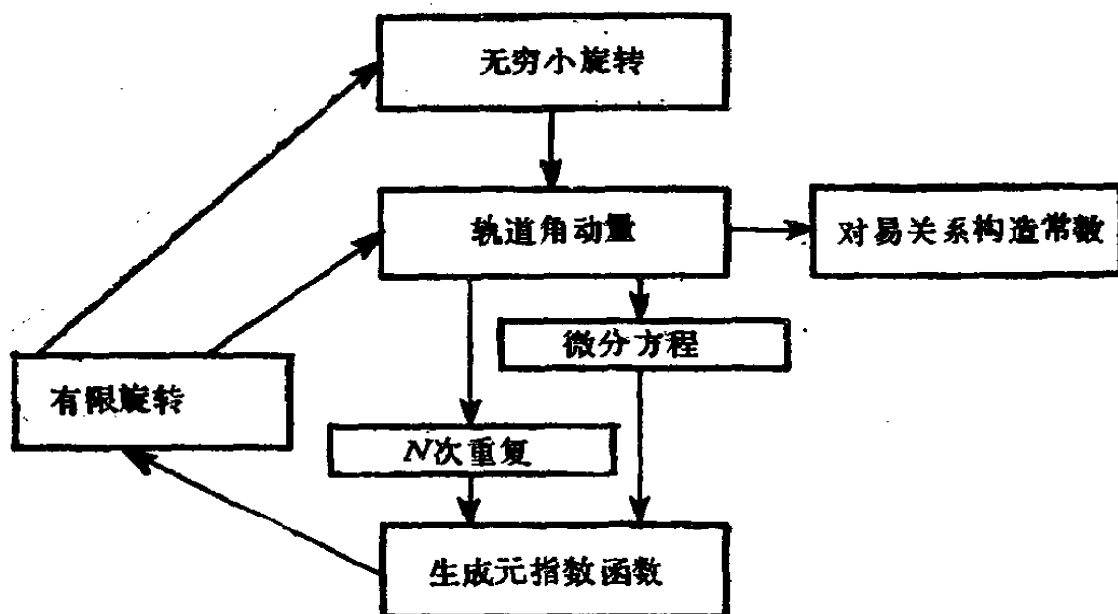 无穷小旋转
轨道角动量
对易关系构造常数
微分方程
有限旋转
N次重复
生成元指数函数